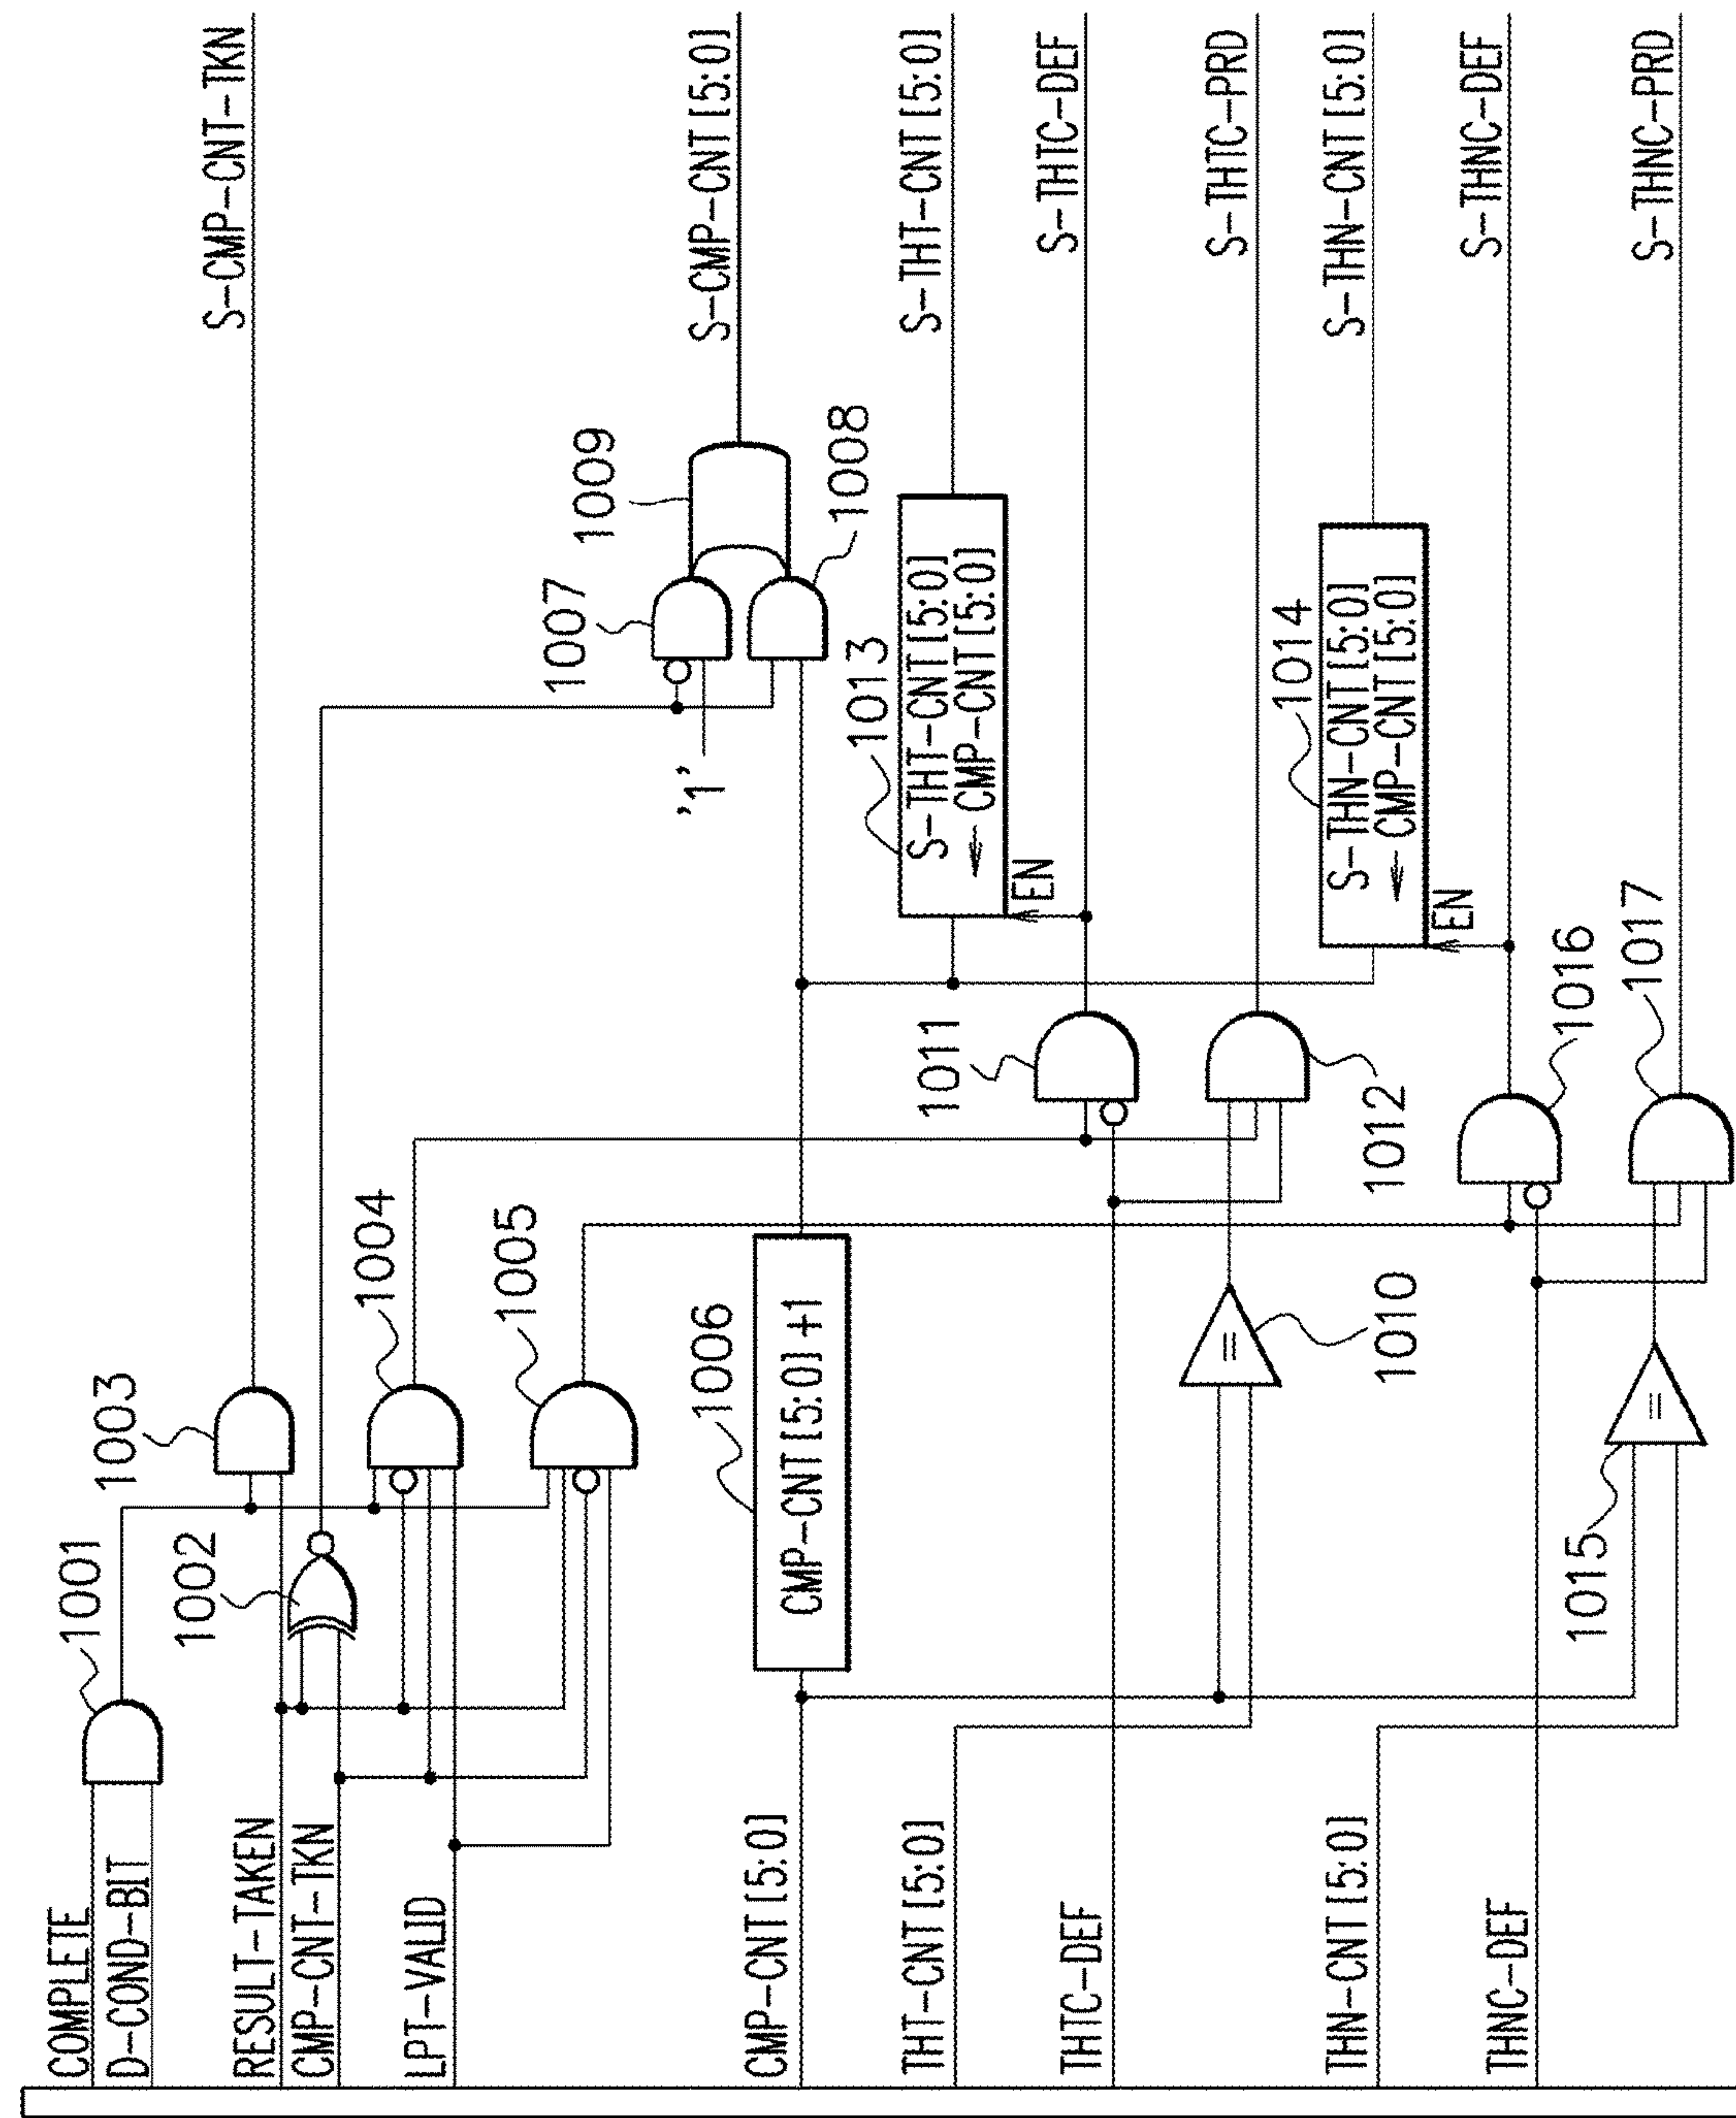 COMPLETE
D-COND-BIT
RESULT-TAKEN
CMP-CNT-TKN
LPT-VALID
CMP-CNT [5:0]
THT-CNT [5:0]
THTC-DEF
THN-CNT [5:0]
THNC-DEF
1001
1002
1003
1004
1005
1006
CMP-CNT [5:0] +1
=
1010
=
1015
1011
1012
1016
1017
'1'
1007
1008
1009
1013
S-THT-CNT [5:0]
← CMP-CNT [5:0]
EN
1014
S-THN-CNT [5:0]
← CMP-CNT [5:0]
EN
S-CMP-CNT-TKN
S-CMP-CNT [5:0]
S-THT-CNT [5:0]
S-THTC-DEF
S-THTC-PRD
S-THN-CNT [5:0]
S-THNC-DEF
S-THNC-PRD